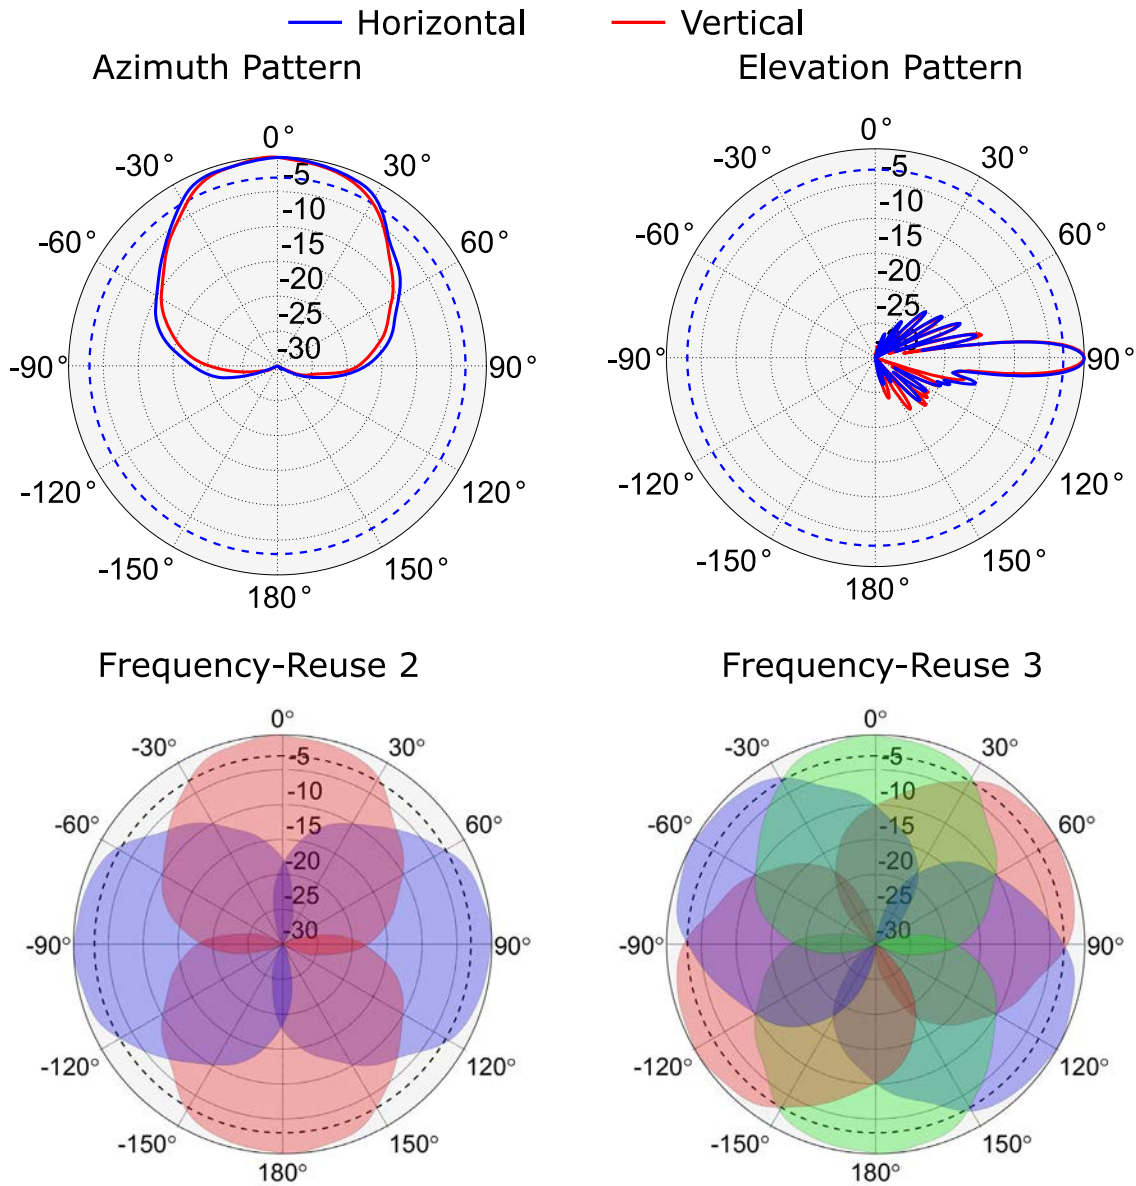 Horizontal Vertical
Azimuth Pattern Elevation Pattern
0° 0°
-30° 30° -30° 30°
-5 -5
-10 -10
-60° 60° -60° 60°
-15 -15
-20 -20
-25 -25
-30
-90° 90° -90° 90°
-120° 120° -120° 120°
-150° 150° -150° 150°
180° 180°
Frequency-Reuse 2 Frequency-Reuse 3
0° 0°
-30° 30° -30° 30°
-5 -5
-10 -10
-60° 60° -60° 60°
-15 -15
-20 -20
-25 -25
-30 -30
-90° 90° -90° 90°
-120° 120° -120° 120°
-150° 150° -150° 150°
180° 180°